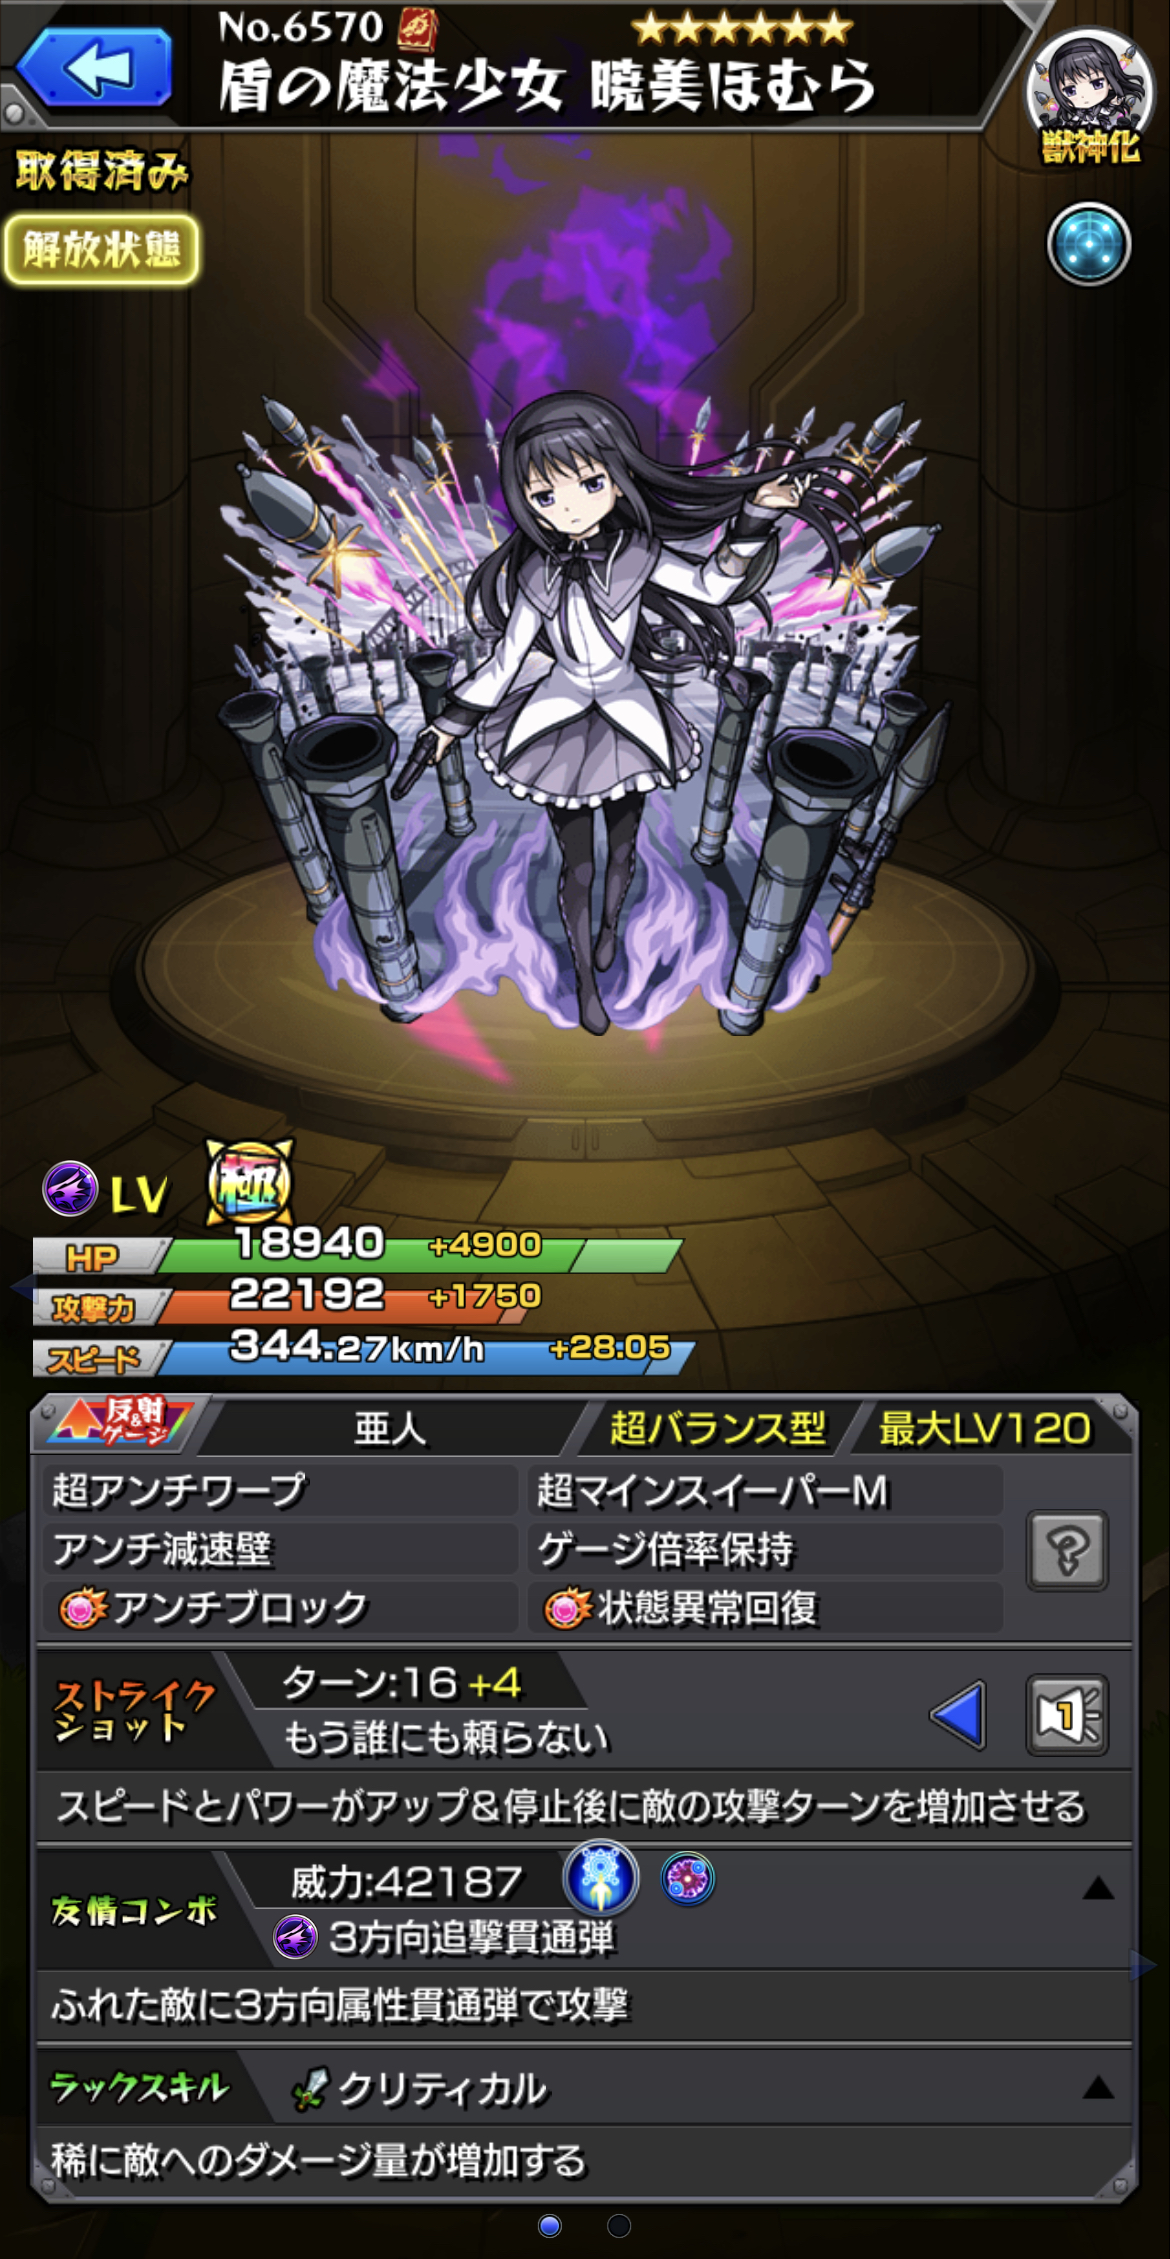 No.6570
盾の魔法少女 暁美ほむら
獣神化
取得済み
解放状態
LV 極
HP 18940 +4900
攻撃力 22192 +1750
スピード 344.27km/h +28.05
反射&ゲージ 亜人 超バランス型 最大LV120
超アンチワープ 超マインスイーパーM
アンチ減速壁 ゲージ倍率保持
アンチブロック 状態異常回復
ストライクショット ターン:16 +4
もう誰にも頼らない
1
スピードとパワーがアップ&停止後に敵の攻撃ターンを増加させる
友情コンボ 威力:42187
3方向追撃貫通弾
ふれた敵に3方向属性貫通弾で攻撃
ラックスキル クリティカル
稀に敵へのダメージ量が増加する